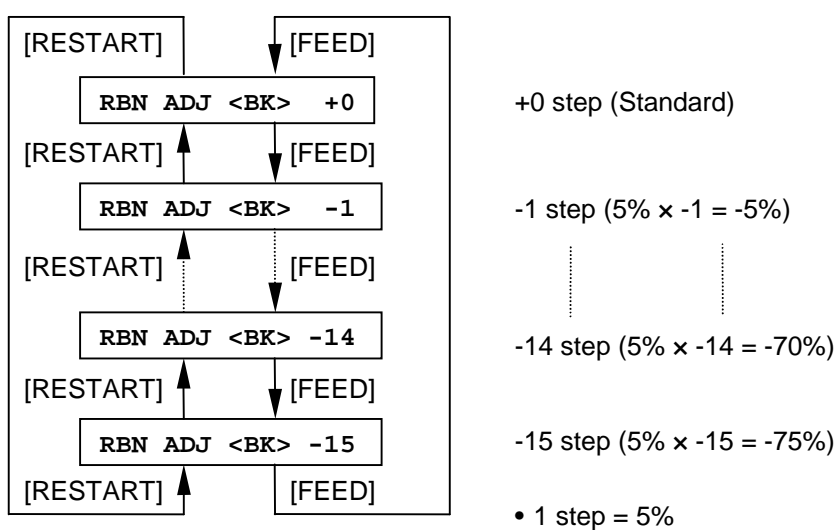 [RESTART] [FEED]
RBN ADJ <BK> +0 +0 step (Standard)
[RESTART] [FEED]
RBN ADJ <BK> -1 -1 step (5% × -1 = -5%)
[RESTART] [FEED]
RBN ADJ <BK> -14 -14 step (5% × -14 = -70%)
[RESTART] [FEED]
RBN ADJ <BK> -15 -15 step (5% × -15 = -75%)
[RESTART] [FEED]
• 1 step = 5%